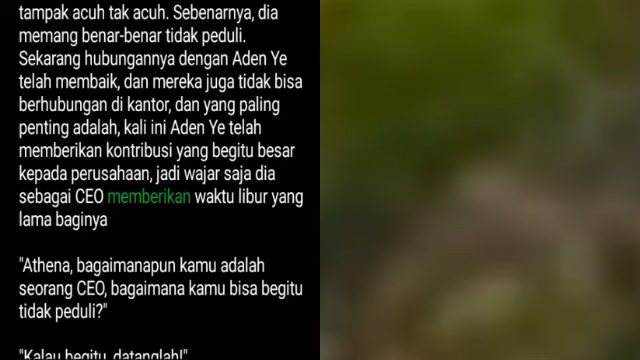 tampak acuh tak acuh. Sebenarnya, dia
memang benar-benar tidak peduli.
Sekarang hubungannya dengan Aden Ye
telah membaik, dan mereka juga tidak bisa
berhubungan di kantor, dan yang paling
penting adalah, kali ini Aden Ye telah
memberikan kontribusi yang begitu besar
kepada perusahaan, jadi wajar saja dia
sebagai CEO memberikan waktu libur yang
lama baginya
"Athena, bagaimanapun kamu adalah
seorang CEO, bagaimana kamu bisa begitu
tidak peduli?"
"Kalau begitu, datanglah!"